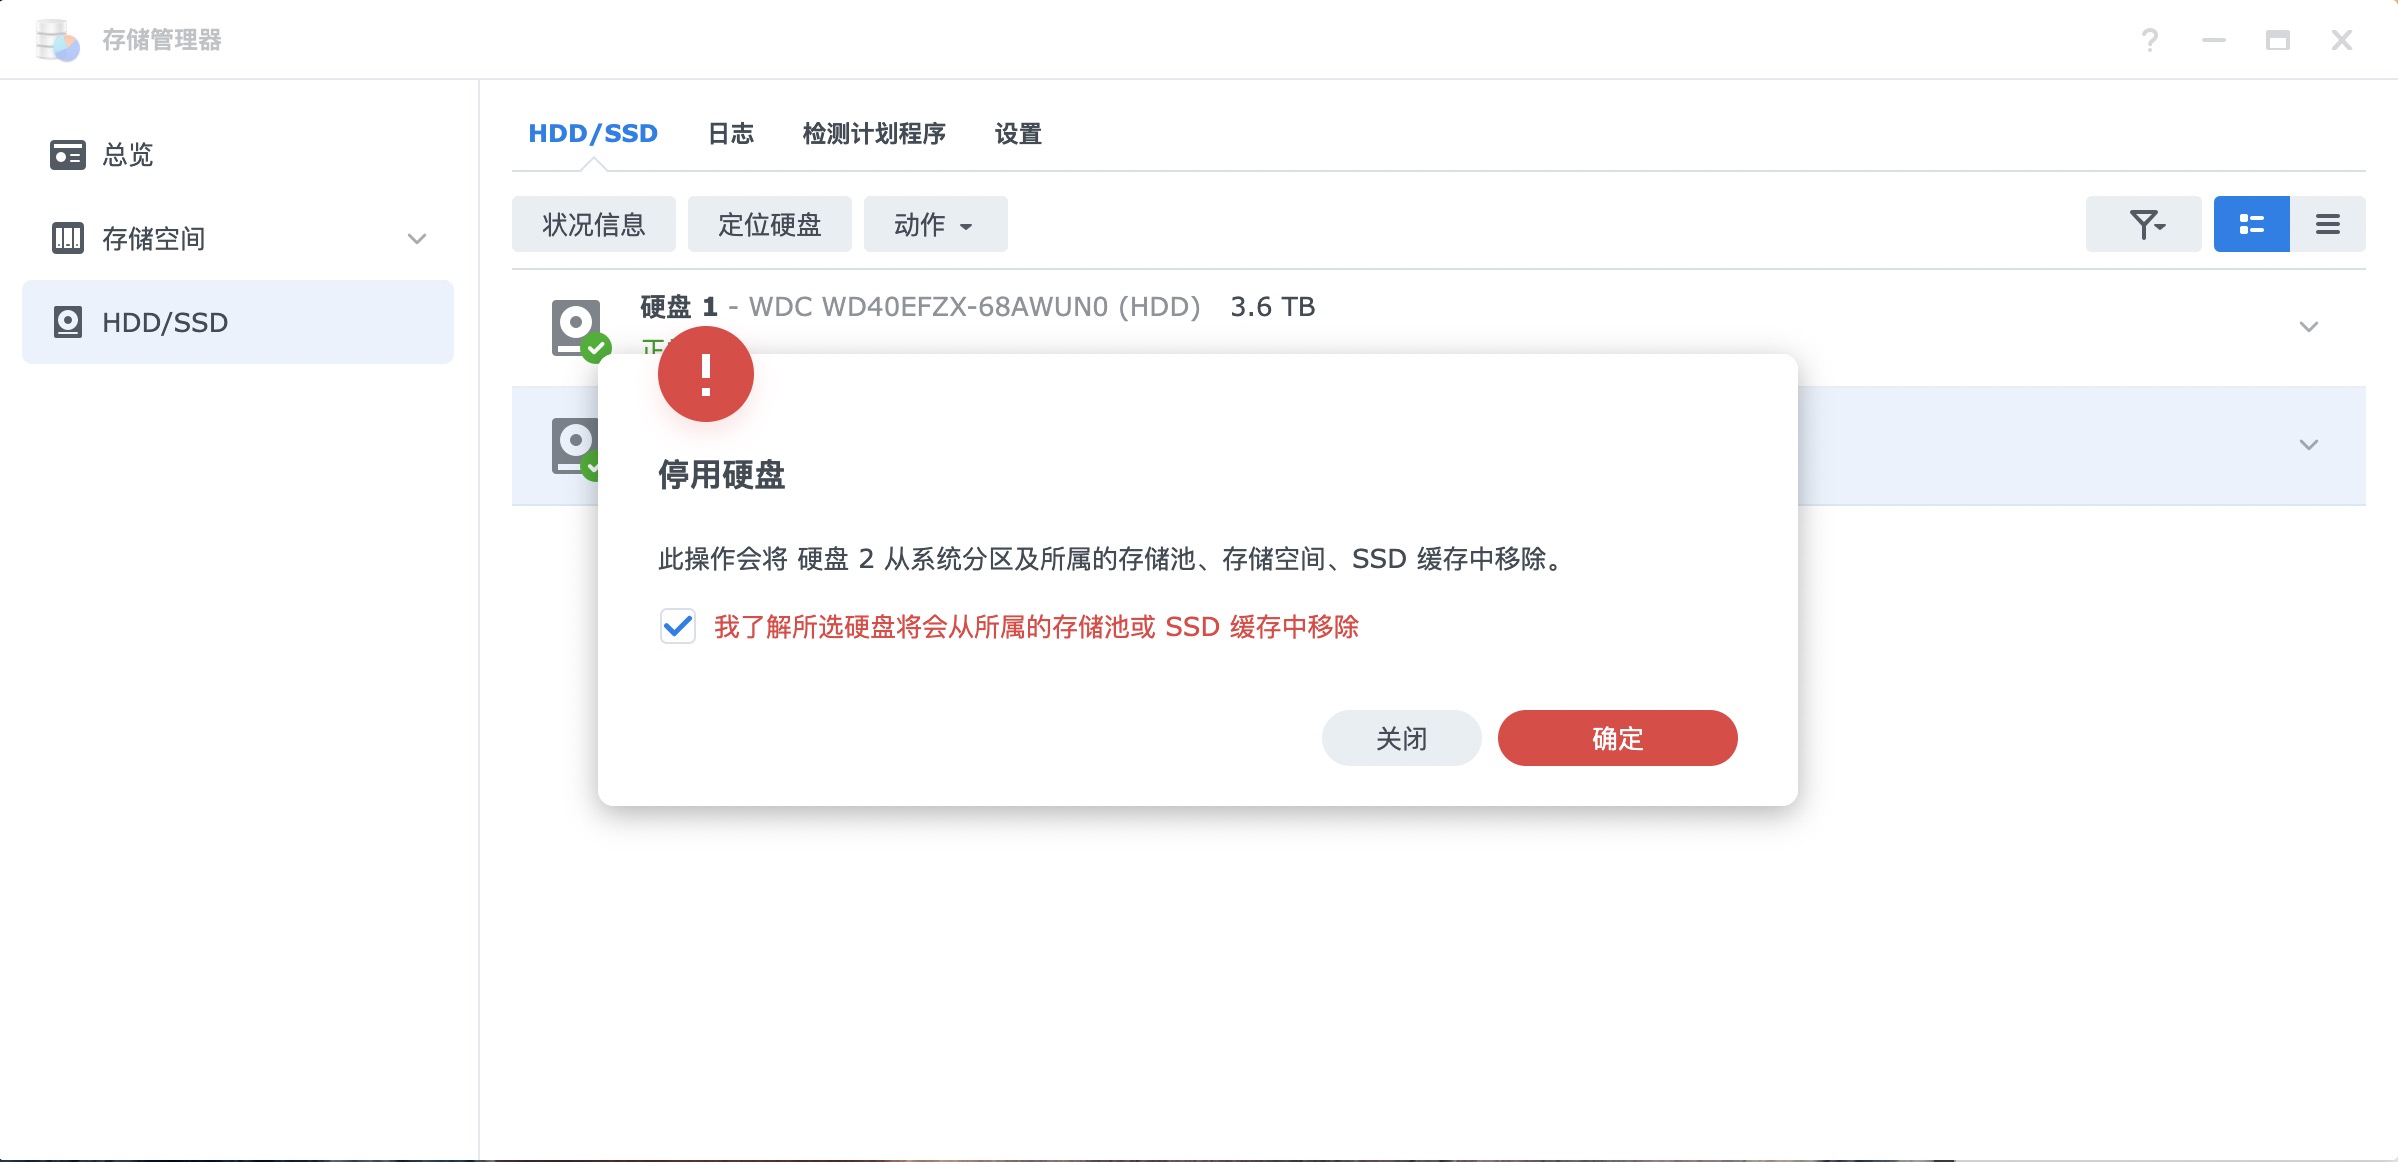 存储管理器
总览
存储空间
HDD/SSD
HDD/SSD 日志 检测计划程序 设置
状况信息 定位硬盘 动作
硬盘 1 - WDC WD40EFZX-68AWUN0 (HDD) 3.6 TB
停用硬盘
此操作会将 硬盘 2 从系统分区及所属的存储池、存储空间、SSD 缓存中移除。
我了解所选硬盘将会从所属的存储池或 SSD 缓存中移除
关闭 确定